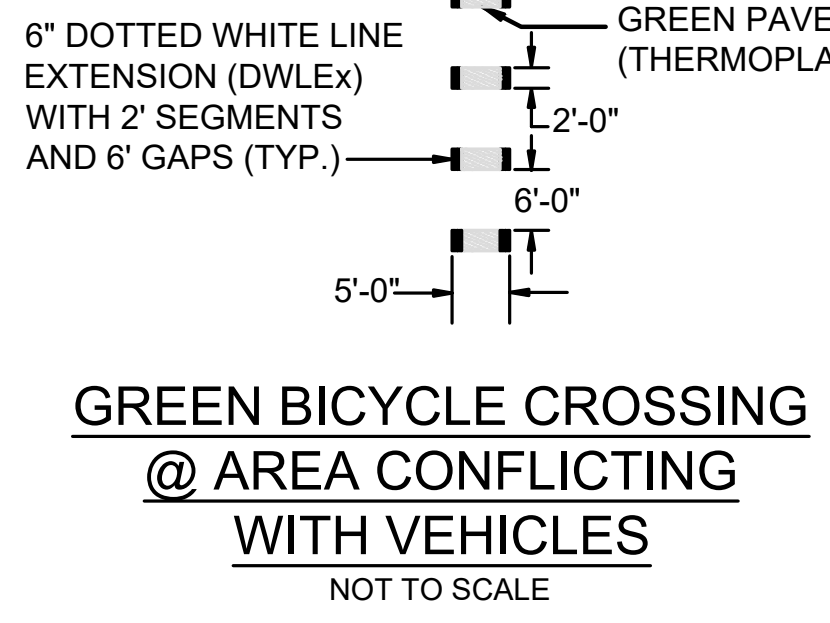 6" DOTTED WHITE LINE
EXTENSION (DWLEx)
WITH 2' SEGMENTS
AND 6' GAPS (TYP.)
GREEN PAVE
(THERMOPLA
2'-0"
6'-0"
5'-0"
GREEN BICYCLE CROSSING
@ AREA CONFLICTING
WITH VEHICLES
NOT TO SCALE